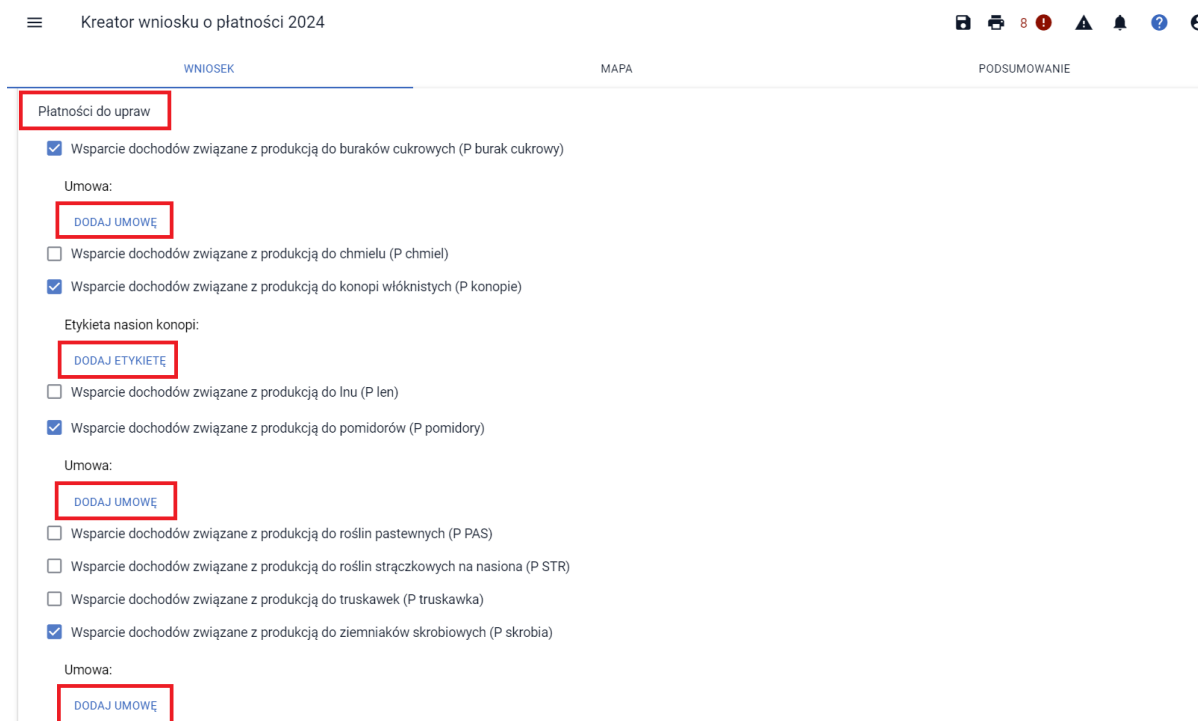 Kreator wniosku o płatności 2024
8
WNIOSEK
MAPA
PODSUMOWANIE
Płatności do upraw
Wsparcie dochodów związane z produkcją do buraków cukrowych (P burak cukrowy)
Umowa:
DODAJ UMOWĘ
Wsparcie dochodów związane z produkcją do chmielu (P chmiel)
Wsparcie dochodów związane z produkcją do konopi włóknistych (P konopie)
Etykieta nasion konopi:
DODAJ ETYKIETĘ
Wsparcie dochodów związane z produkcją do lnu (P len)
Wsparcie dochodów związane z produkcją do pomidorów (P pomidory)
Umowa:
DODAJ UMOWĘ
Wsparcie dochodów związane z produkcją do roślin pastewnych (P PAS)
Wsparcie dochodów związane z produkcją do roślin strączkowych na nasiona (P STR)
Wsparcie dochodów związane z produkcją do truskawek (P truskawka)
Wsparcie dochodów związane z produkcją do ziemniaków skrobiowych (P skrobia)
Umowa:
DODAJ UMOWĘ